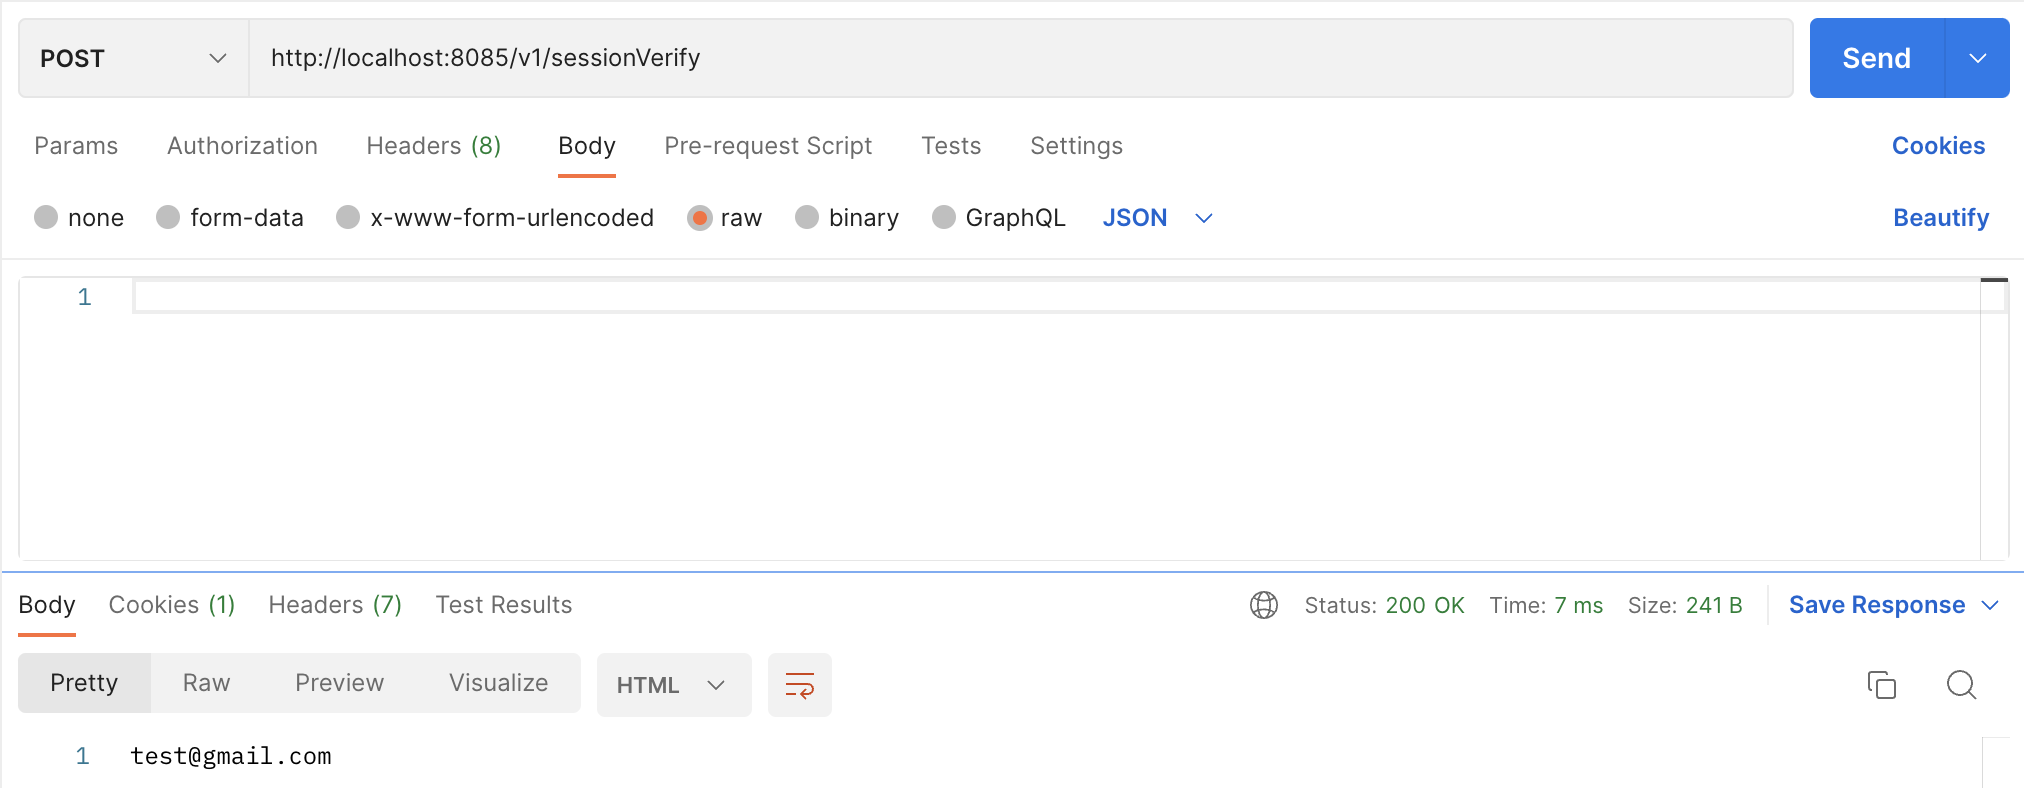 POST http://localhost:8085/v1/sessionVerify Send
Params Authorization Headers (8) Body Pre-request Script Tests Settings Cookies
none form-data x-www-form-urlencoded raw binary GraphQL JSON Beautify
1
Body Cookies (1) Headers (7) Test Results Status: 200 OK Time: 7 ms Size: 241 B Save Response
Pretty Raw Preview Visualize HTML
1 test@gmail.com